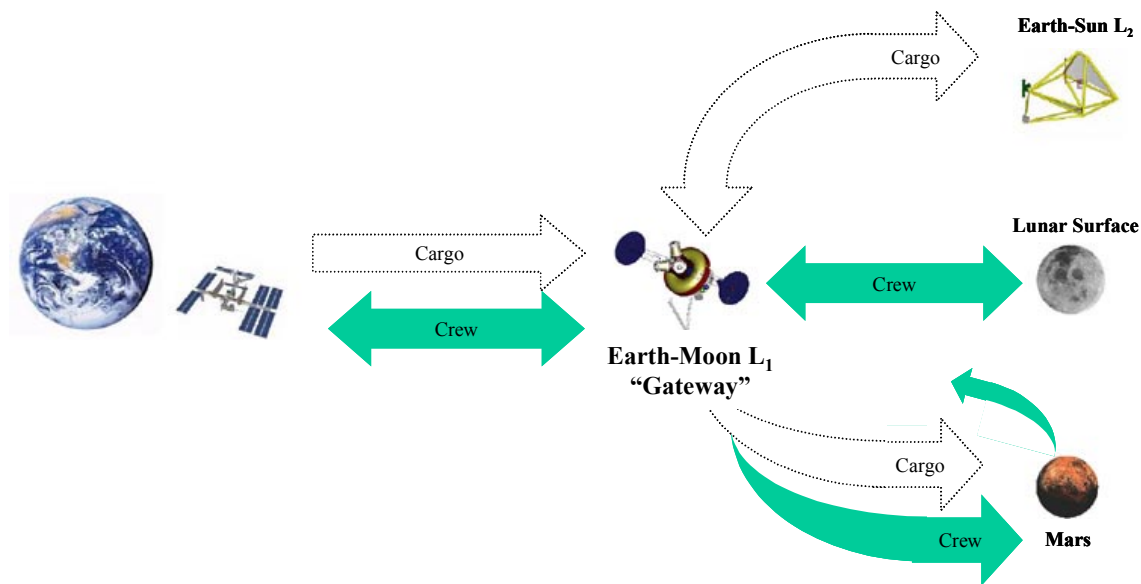 Earth-Sun L₂
Cargo
Lunar Surface
Cargo
Crew
Crew
Earth-Moon L₁
“Gateway”
Cargo
Crew
Mars